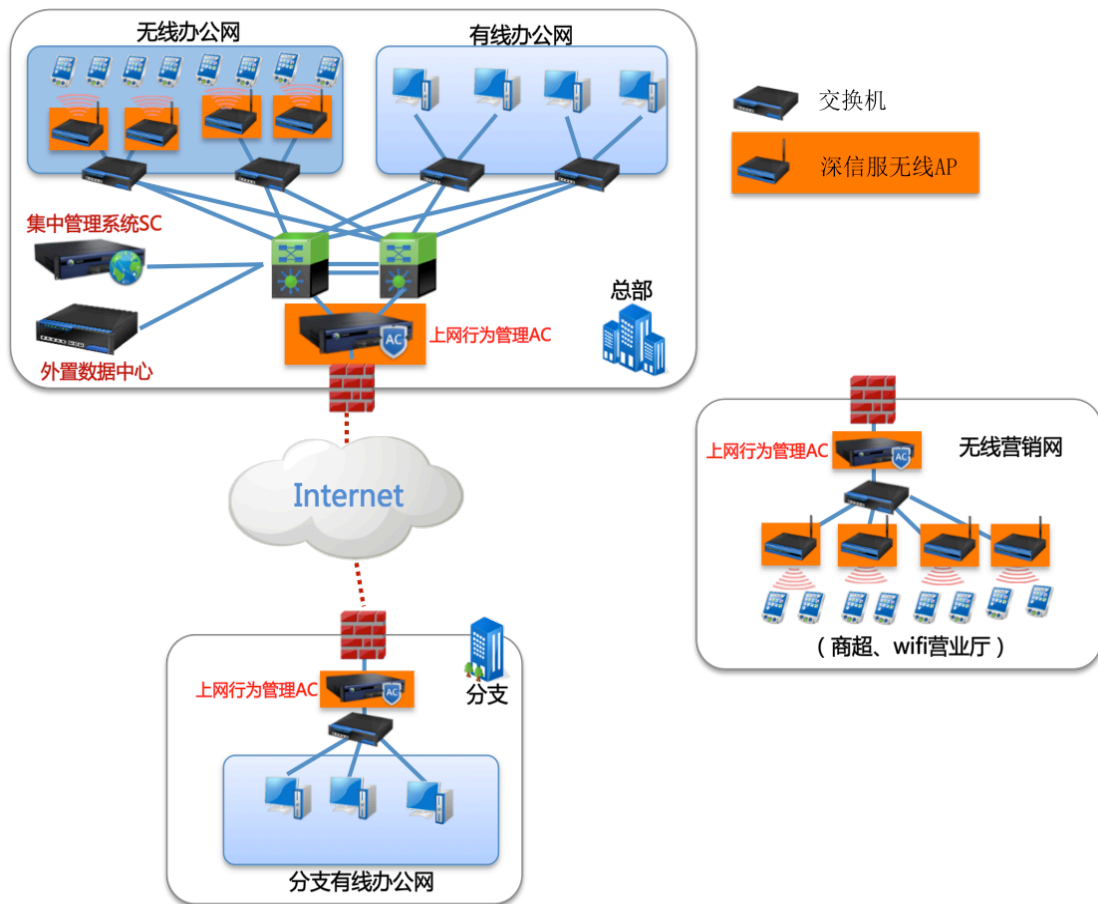 无线办公网
有线办公网
交换机
深信服无线AP
集中管理系统SC
总部
AC
上网行为管理AC
外置数据中心
上网行为管理AC
AC
无线营销网
Internet
(商超、wifi营业厅)
上网行为管理AC
AC
分支
分支有线办公网